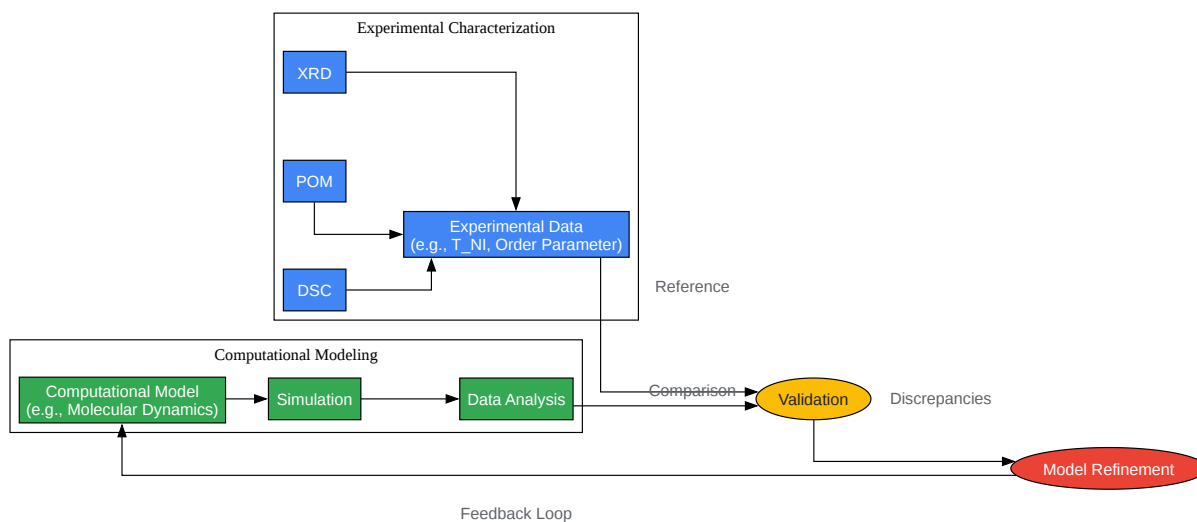 Experimental Characterization
XRD
POM
Experimental Data
(e.g., T_NI, Order Parameter)
DSC
Reference
Computational Modeling
Computational Model
(e.g., Molecular Dynamics)
Simulation
Data Analysis
Comparison
Validation
Discrepancies
Model Refinement
Feedback Loop